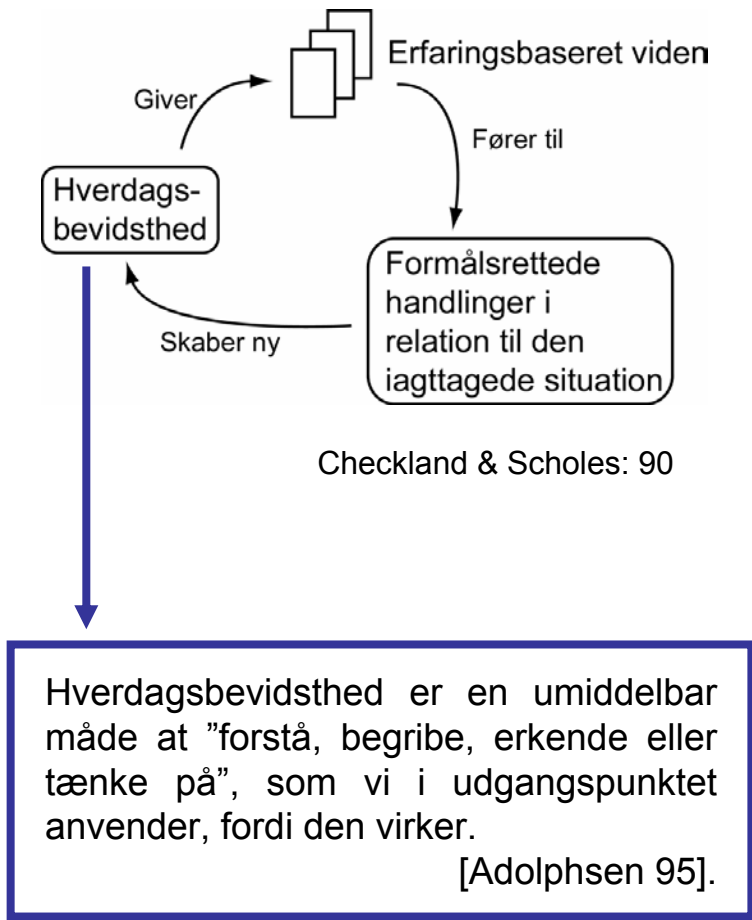 Erfaringsbaseret viden
Giver
Fører til
Hverdags-
bevidsthed
Formålsrettede
handlinger i
relation til den
iagttagede situation
Skaber ny
Checkland & Scholes: 90
Hverdagsbevidsthed er en umiddelbar
måde at ”forstå, begribe, erkende eller
tænke på”, som vi i udgangspunktet
anvender, fordi den virker.
[Adolphsen 95].